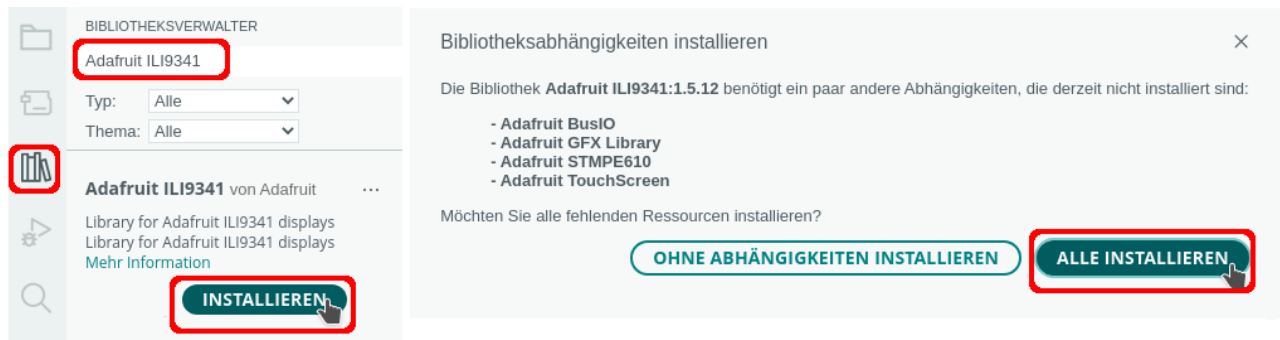 BIBLIOTHEKSVERWALTER
Adafruit ILI9341
Typ: Alle
Thema: Alle
Adafruit ILI9341 von Adafruit ...
Library for Adafruit ILI9341 displays
Library for Adafruit ILI9341 displays
Mehr Information
INSTALLIEREN
Bibliotheksabhängigkeiten installieren
Die Bibliothek Adafruit ILI9341:1.5.12 benötigt ein paar andere Abhängigkeiten, die derzeit nicht installiert sind:
- Adafruit BusIO
- Adafruit GFX Library
- Adafruit STMPE610
- Adafruit TouchScreen
Möchten Sie alle fehlenden Ressourcen installieren?
OHNE ABHÄNGIGKEITEN INSTALLIEREN
ALLE INSTALLIEREN